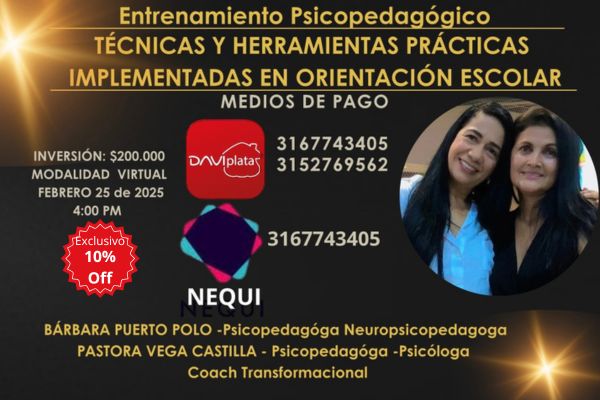 Entrenamiento Psicopedagógico
TÉCNICAS Y HERRAMIENTAS PRÁCTICAS
IMPLEMENTADAS EN ORIENTACIÓN ESCOLAR
MEDIOS DE PAGO
INVERSIÓN: $200.000
MODALIDAD VIRTUAL
FEBRERO 25 de 2025
4:00 PM
Exclusivo
10%
Off
DAVIplata
3167743405
3152769562
3167743405
NEQUI
NEQUI
BÁRBARA PUERTO POLO -Psicopedagóga Neuropsicopedagoga
PASTORA VEGA CASTILLA - Psicopedagóga -Psicóloga
Coach Transformacional